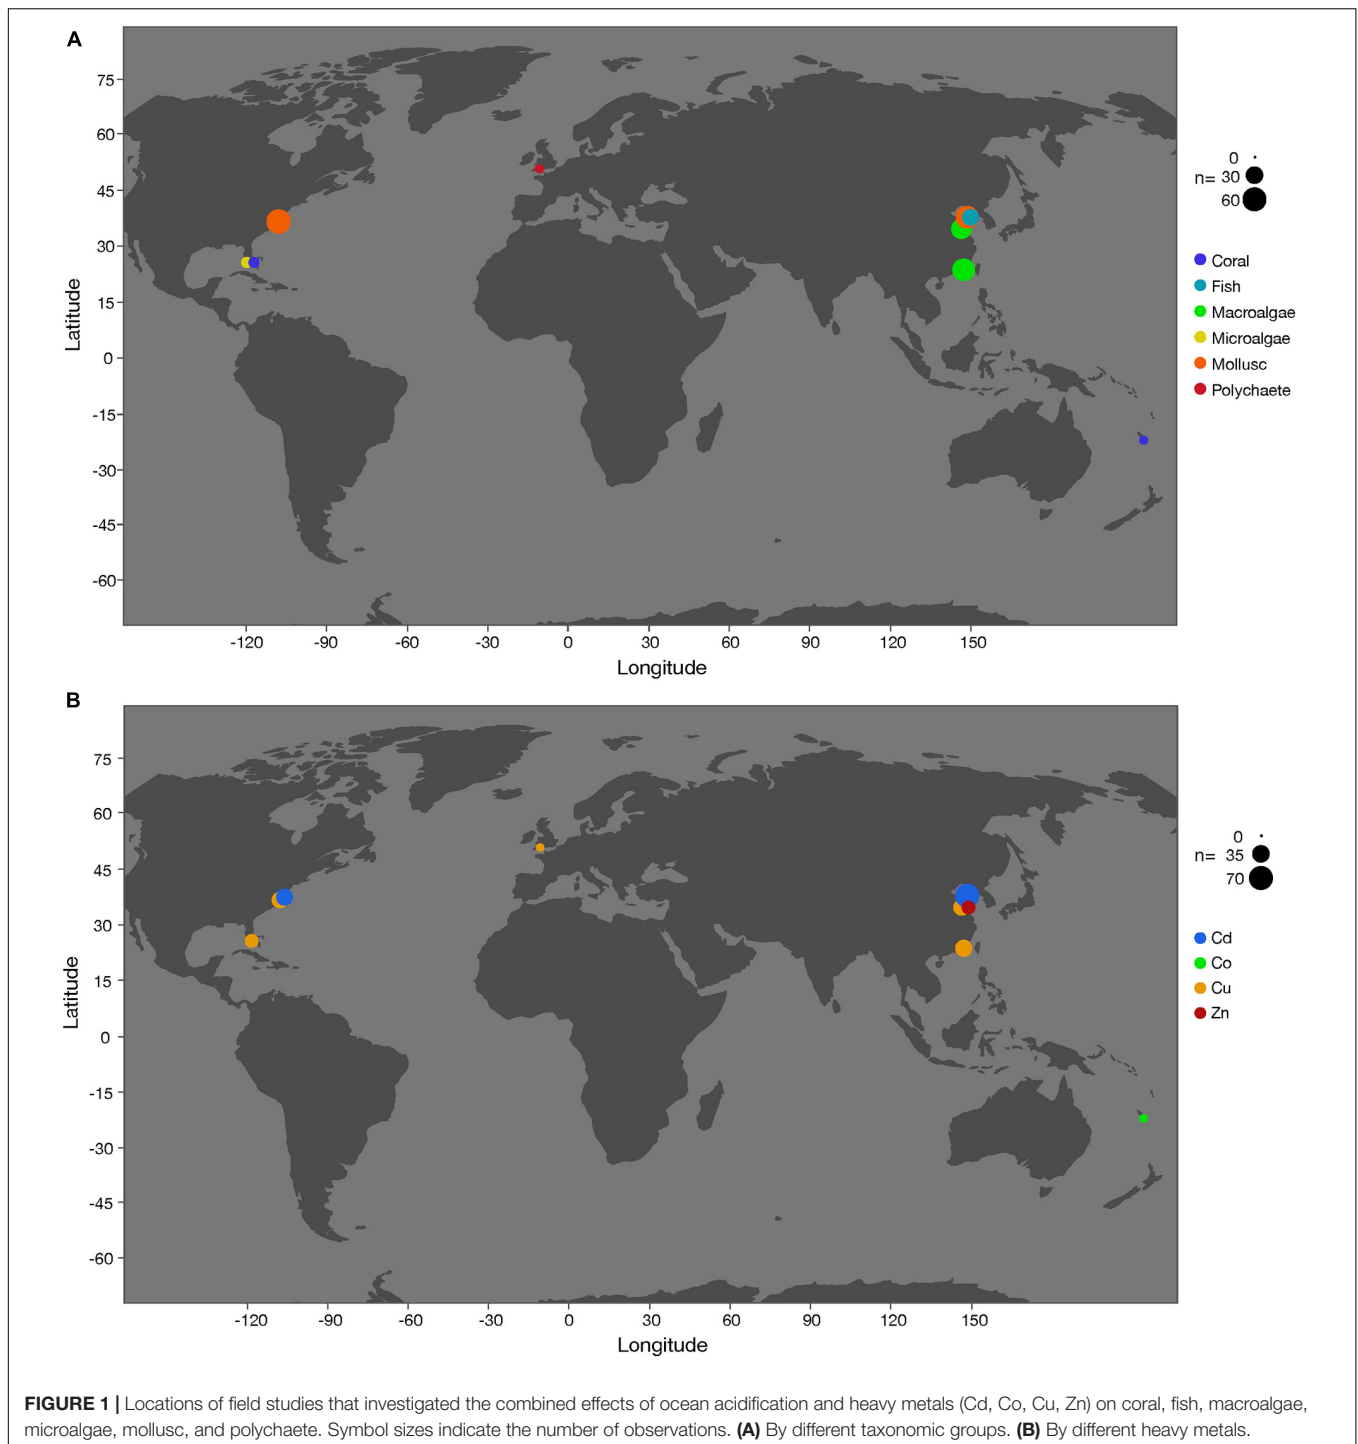 A
75
60
45
30
15
0
-15
-30
-45
-60
Latitude
-120 -90 -60 -30 0 30 60 90 120 150
Longitude
0
n= 30
60
Coral
Fish
Macroalgae
Microalgae
Mollusc
Polychaete
B
75
60
45
30
15
0
-15
-30
-45
-60
Latitude
-120 -90 -60 -30 0 30 60 90 120 150
Longitude
0
n= 35
70
Cd
Co
Cu
Zn
FIGURE 1 | Locations of field studies that investigated the combined effects of ocean acidification and heavy metals (Cd, Co, Cu, Zn) on coral, fish, macroalgae,
microalgae, mollusc, and polychaete. Symbol sizes indicate the number of observations. (A) By different taxonomic groups. (B) By different heavy metals.